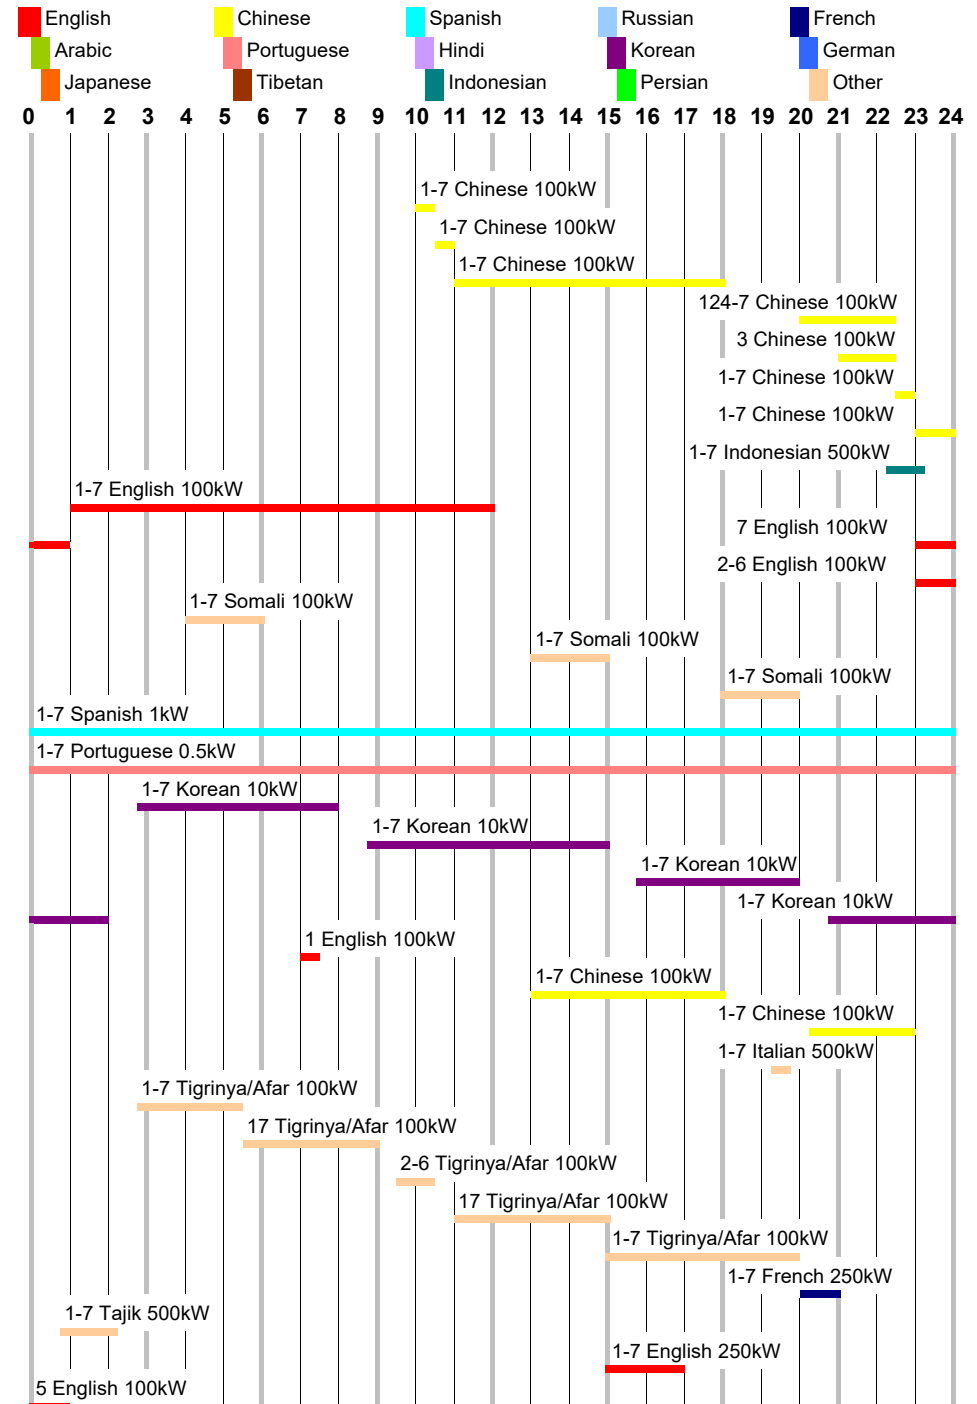 English Chinese Spanish Russian French
Arabic Portuguese Hindi Korean German
Japanese Tibetan Indonesian Persian Other
0 1 2 3 4 5 6 7 8 9 10 11 12 13 14 15 16 17 18 19 20 21 22 23 24
1-7 Chinese 100kW
1-7 Chinese 100kW
1-7 Chinese 100kW
124-7 Chinese 100kW
3 Chinese 100kW
1-7 Chinese 100kW
1-7 Chinese 100kW
1-7 Indonesian 500kW
1-7 English 100kW
7 English 100kW
2-6 English 100kW
1-7 Somali 100kW
1-7 Somali 100kW
1-7 Somali 100kW
1-7 Spanish 1kW
1-7 Portuguese 0.5kW
1-7 Korean 10kW
1-7 Korean 10kW
1-7 Korean 10kW
1-7 Korean 10kW
1 English 100kW
1-7 Chinese 100kW
1-7 Chinese 100kW
1-7 Italian 500kW
1-7 Tigrinya/Afar 100kW
17 Tigrinya/Afar 100kW
2-6 Tigrinya/Afar 100kW
17 Tigrinya/Afar 100kW
1-7 Tigrinya/Afar 100kW
1-7 French 250kW
1-7 Tajik 500kW
1-7 English 250kW
5 English 100kW